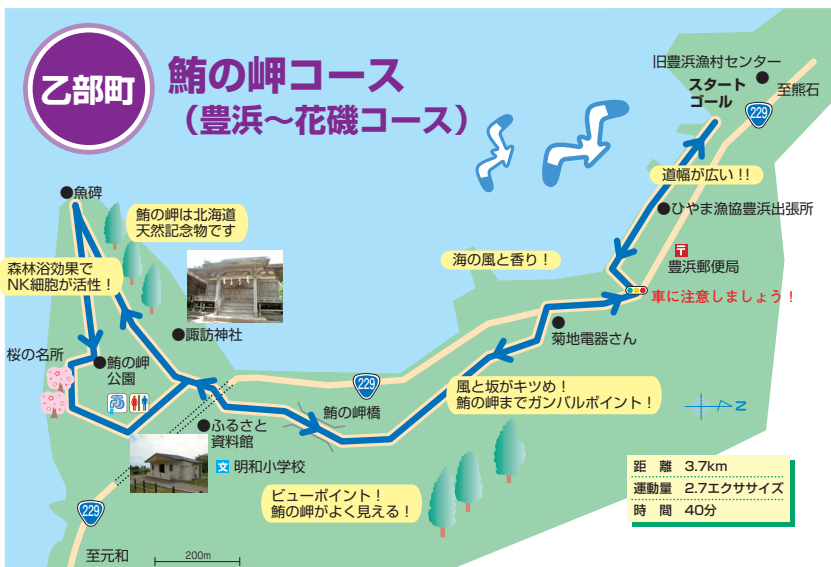 乙部町
鮪の岬コース
（豊浜～花磯コース）
旧豊浜漁村センター
スタート
ゴール
至熊石
229
道幅が広い!!
ひやま漁協豊浜出張所
豊浜郵便局
車に注意しましょう！
海の風と香り！
菊地電器さん
魚碑
鮪の岬は北海道
天然記念物です
森林浴効果で
NK細胞が活性！
諏訪神社
桜の名所
鮪の岬
公園
229
風と坂がキツめ！
鮪の岬までガンバルポイント！
鮪の岬橋
ふるさと
資料館
文 明和小学校
ビューポイント！
鮪の岬がよく見える！
N
距　離　3.7km
運動量　2.7エクササイズ
時　間　40分
229
至元和
200m